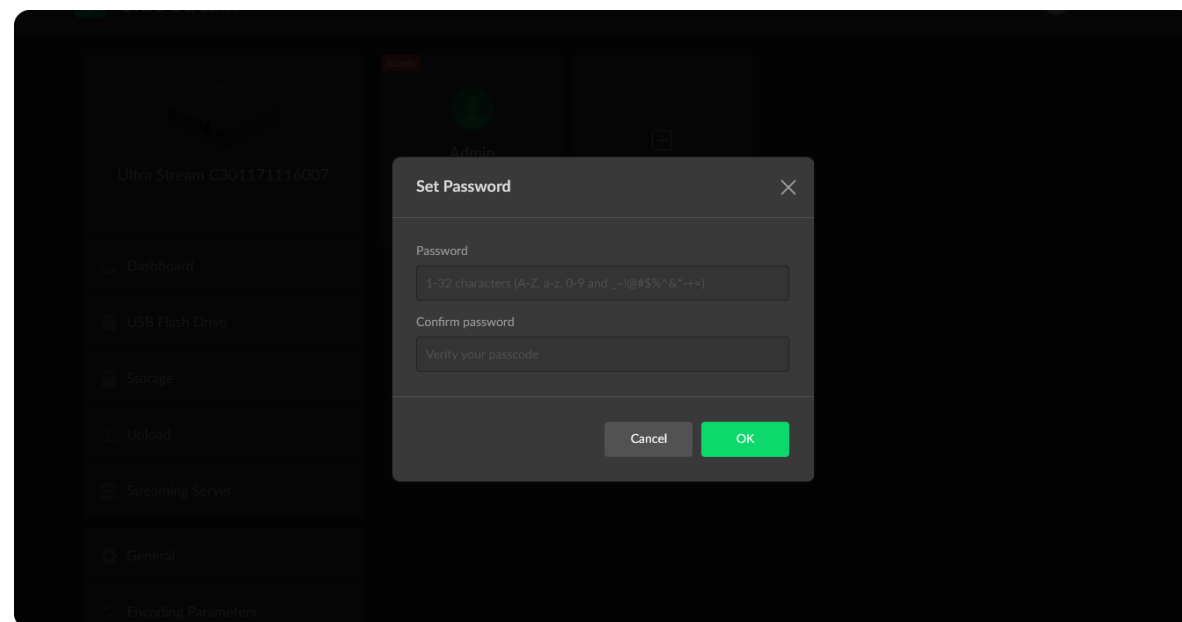 Admin
Admin
Ultra Stream C301171116007
Set Password
Password
1-32 characters (A-Z, a-z, 0-9 and _~!@#$%^&*-+=)
Confirm password
Verify your passcode
Cancel
OK
Dashboard
USB Flash Drive
Storage
Upload
Streaming Server
General
Encoding Parameters